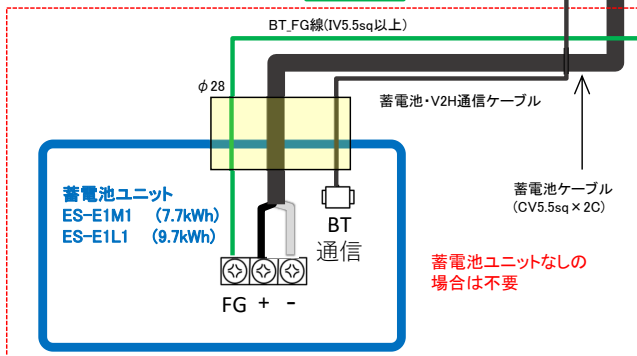 BT_FG線(IV5.5sq以上)
φ28
蓄電池・V2H通信ケーブル
蓄電池ケーブル
(CV5.5sq×2C)
蓄電池ユニット
ES-E1M1 (7.7kWh)
ES-E1L1 (9.7kWh)
BT
通信
FG + -
蓄電池ユニットなしの
場合は不要